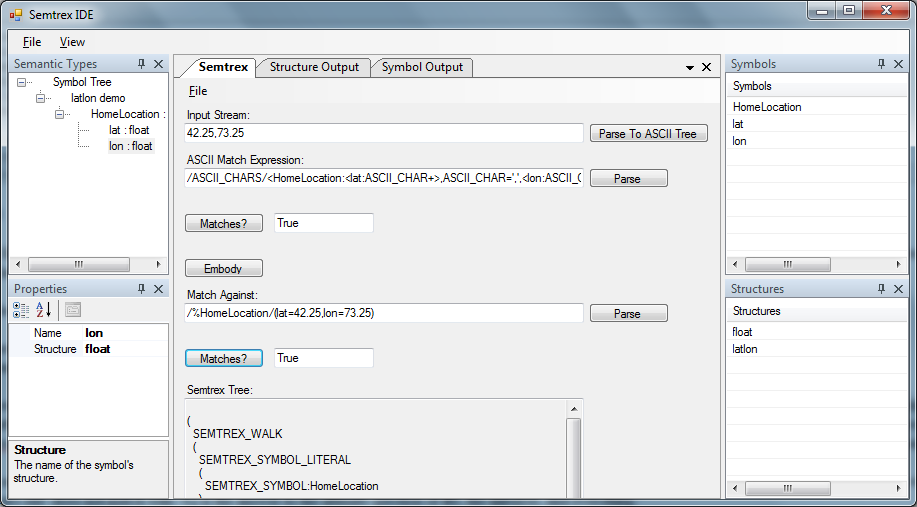 Semtrex IDE
File View
Semantic Types
Symbol Tree
latlon demo
HomeLocation :
lat : float
lon : float
Properties
Name lon
Structure float
Structure
The name of the symbol's
structure.
Semtrex Structure Output Symbol Output
File
Input Stream:
42.25,73.25
Parse To ASCII Tree
ASCII Match Expression:
/ASCII_CHARS/<HomeLocation:<lat:ASCII_CHAR+>,ASCII_CHAR=',',<lon:ASCII_C
Parse
Matches? True
Embody
Match Against:
/%HomeLocation/(lat=42.25,lon=73.25)
Parse
Matches? True
Semtrex Tree:
(
SEMTREX_WALK
(
SEMTREX_SYMBOL_LITERAL
(
SEMTREX_SYMBOL:HomeLocation
)
Symbols
Symbols
HomeLocation
lat
lon
Structures
Structures
float
latlon